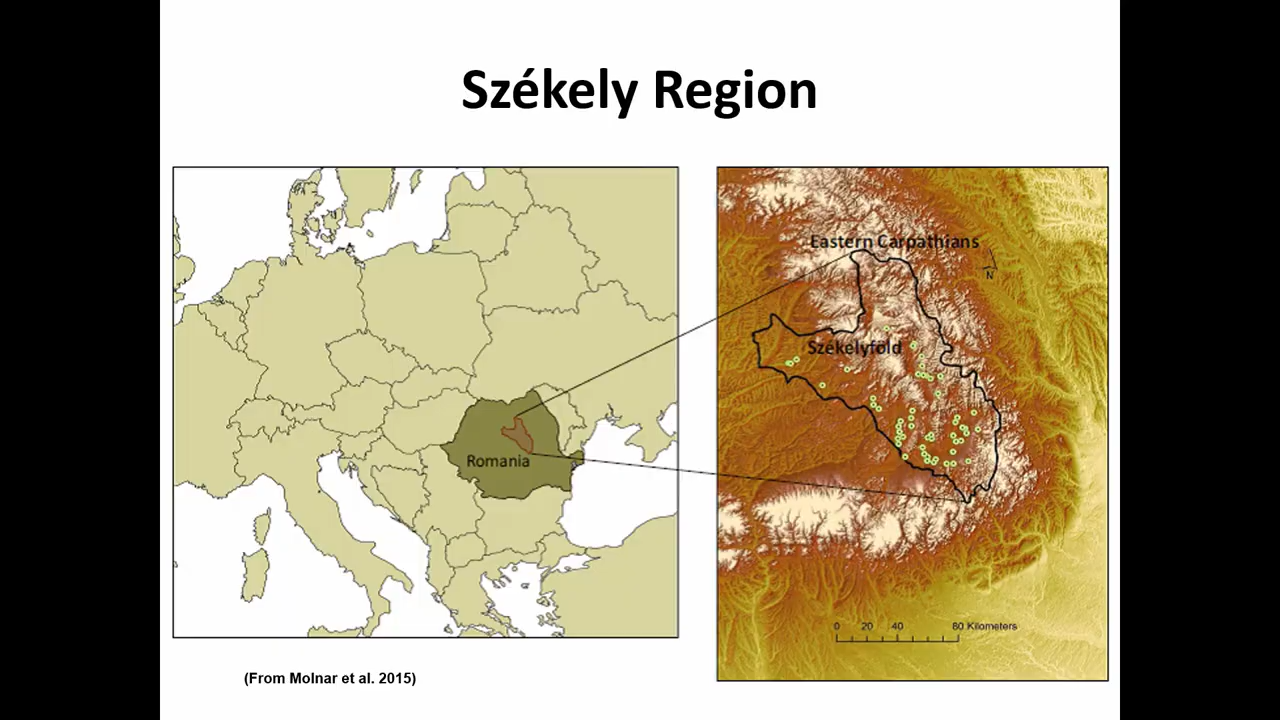 Székely Region
Eastern Carpathians
N
Székelyföld
Romania
0 20 40 80 Kilometers
(From Molnar et al. 2015)